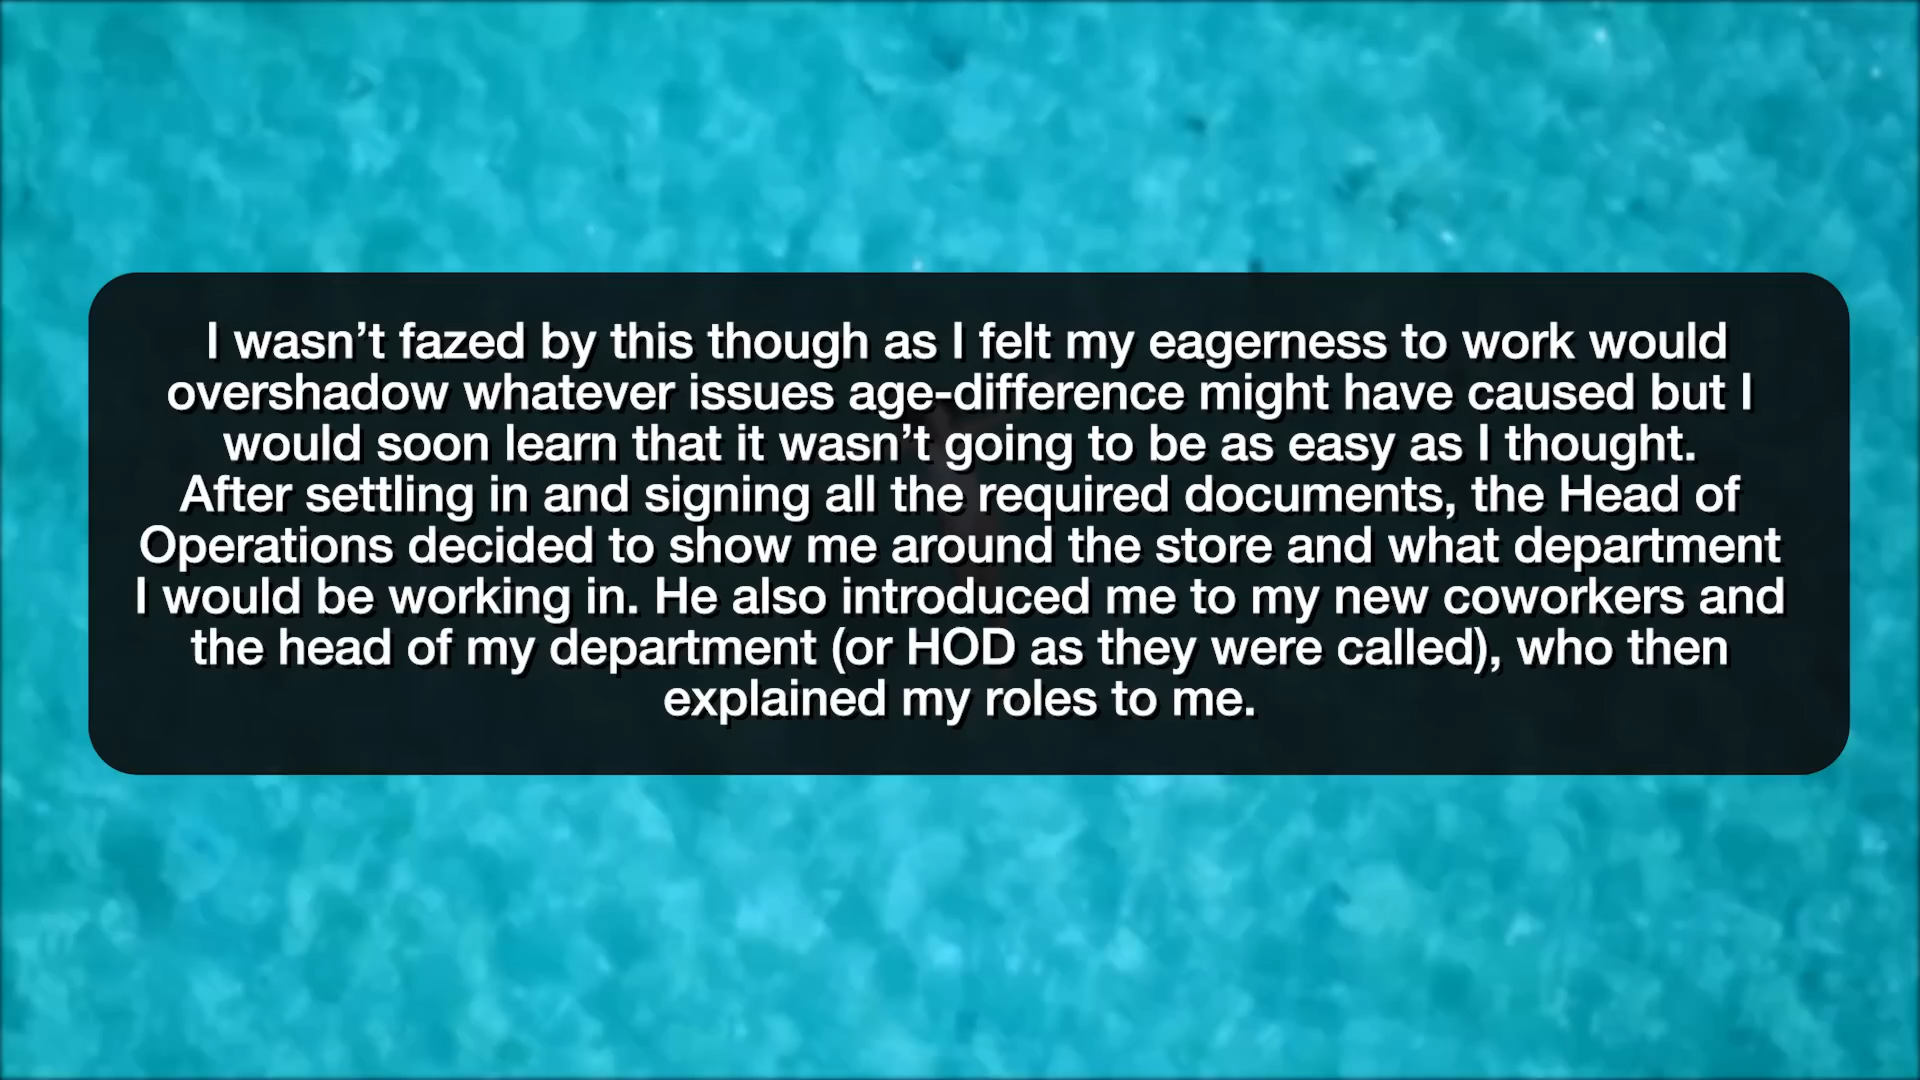 I wasn’t fazed by this though as I felt my eagerness to work would
overshadow whatever issues age-difference might have caused but I
would soon learn that it wasn’t going to be as easy as I thought.
After settling in and signing all the required documents, the Head of
Operations decided to show me around the store and what department
I would be working in. He also introduced me to my new coworkers and
the head of my department (or HOD as they were called), who then
explained my roles to me.